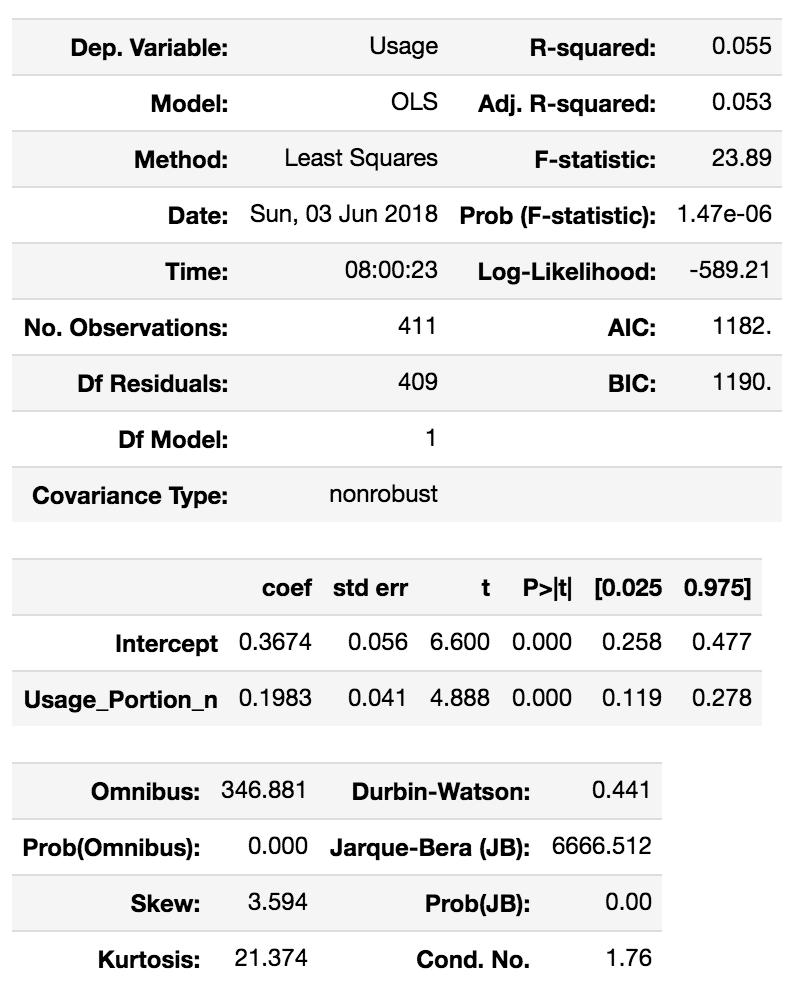 Dep. Variable: Usage R-squared: 0.055
Model: OLS Adj. R-squared: 0.053
Method: Least Squares F-statistic: 23.89
Date: Sun, 03 Jun 2018 Prob (F-statistic): 1.47e-06
Time: 08:00:23 Log-Likelihood: -589.21
No. Observations: 411 AIC: 1182.
Df Residuals: 409 BIC: 1190.
Df Model: 1
Covariance Type: nonrobust
coef std err t P>|t| [0.025 0.975]
Intercept 0.3674 0.056 6.600 0.000 0.258 0.477
Usage_Portion_n 0.1983 0.041 4.888 0.000 0.119 0.278
Omnibus: 346.881 Durbin-Watson: 0.441
Prob(Omnibus): 0.000 Jarque-Bera (JB): 6666.512
Skew: 3.594 Prob(JB): 0.00
Kurtosis: 21.374 Cond. No. 1.76